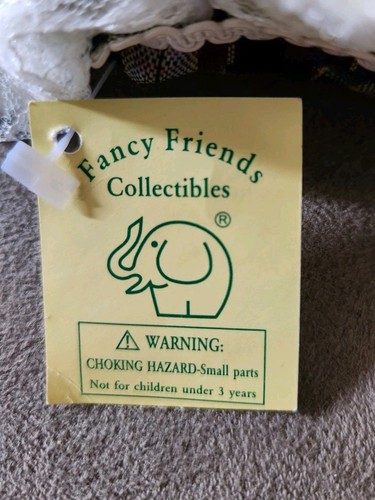 Fancy Friends
Collectibles
®
⚠ WARNING:
CHOKING HAZARD-Small parts
Not for children under 3 years